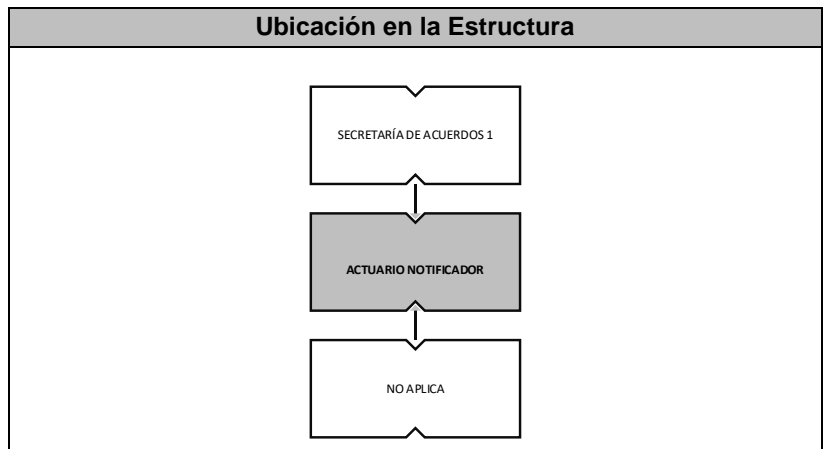 Ubicación en la Estructura
SECRETARÍA DE ACUERDOS 1
ACTUARIO NOTIFICADOR
NO APLICA